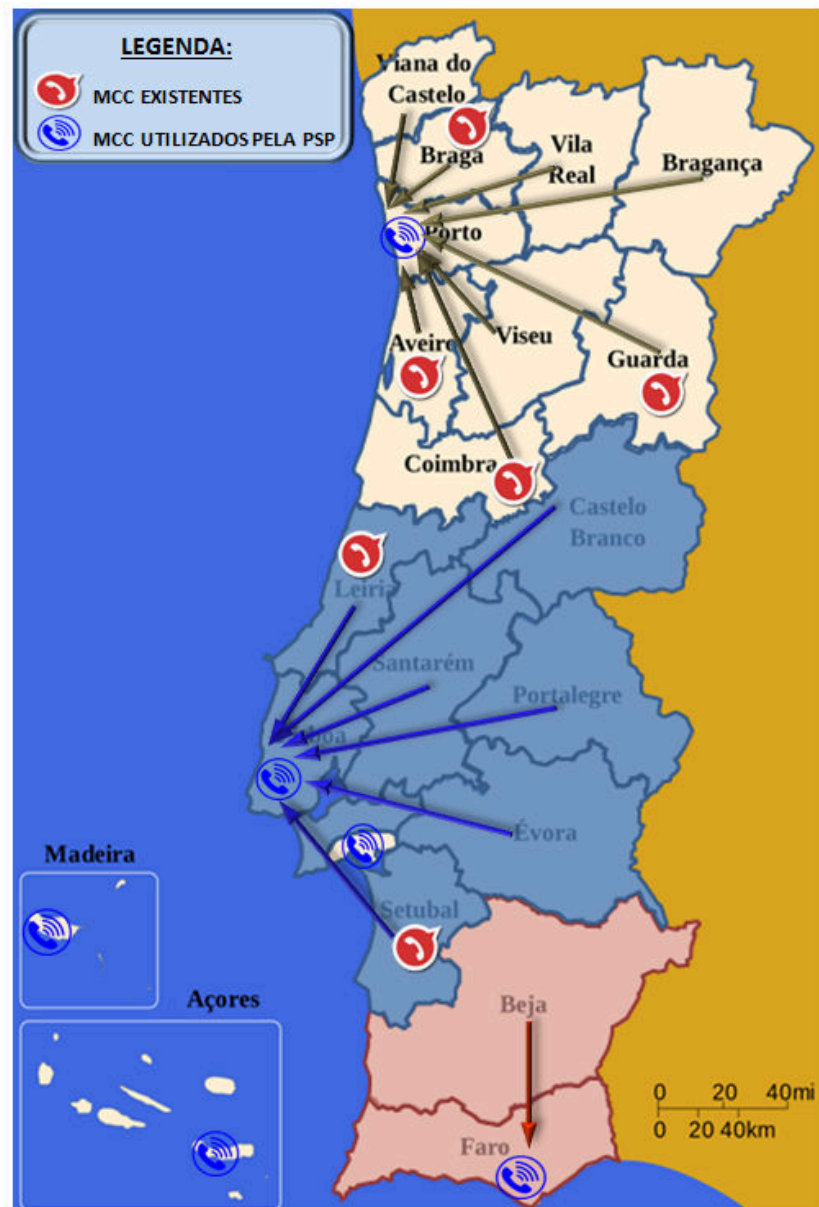 LEGENDA:
MCC EXISTENTES
MCC UTILIZADOS PELA PSP
Viana do
Castelo
Braga
Vila
Real
Bragança
Porto
Aveiro
Viseu
Guarda
Coimbra
Castelo
Branco
Leiria
Santarém
Portalegre
Évora
Setubal
Madeira
Açores
Beja
Faro
0 20 40mi
0 20 40km